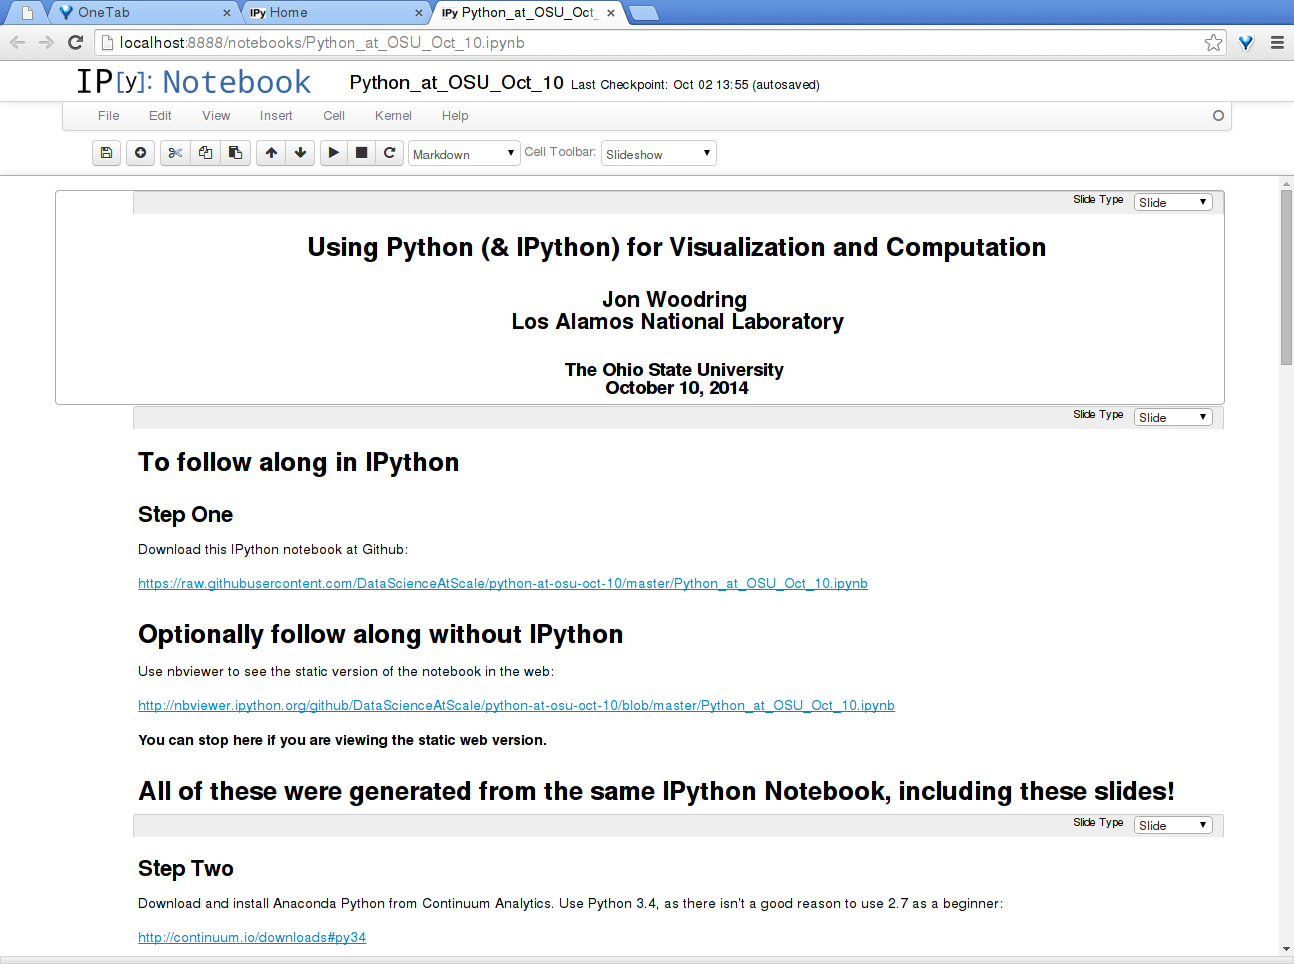 OneTab
IPy Home
IPy Python_at_OSU_Oct_
localhost:8888/notebooks/Python_at_OSU_Oct_10.ipynb
IP[y]: Notebook
Python_at_OSU_Oct_10 Last Checkpoint: Oct 02 13:55 (autosaved)
File Edit View Insert Cell Kernel Help
Markdown Cell Toolbar: Slideshow
Slide Type Slide
Using Python (& IPython) for Visualization and Computation
Jon Woodring
Los Alamos National Laboratory
The Ohio State University
October 10, 2014
Slide Type Slide
To follow along in IPython
Step One
Download this IPython notebook at Github:
https://raw.githubusercontent.com/DataScienceAtScale/python-at-osu-oct-10/master/Python_at_OSU_Oct_10.ipynb
Optionally follow along without IPython
Use nbviewer to see the static version of the notebook in the web:
http://nbviewer.ipython.org/github/DataScienceAtScale/python-at-osu-oct-10/blob/master/Python_at_OSU_Oct_10.ipynb
You can stop here if you are viewing the static web version.
All of these were generated from the same IPython Notebook, including these slides!
Slide Type Slide
Step Two
Download and install Anaconda Python from Continuum Analytics. Use Python 3.4, as there isn't a good reason to use 2.7 as a beginner:
http://continuum.io/downloads#py34